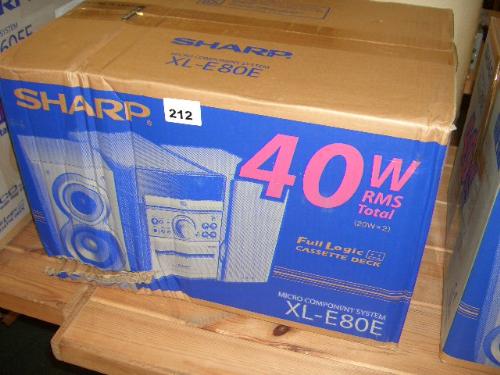 MICRO COMPONENT SYSTEM
XL-E80E
SHARP
212
40W
RMS
Total
(20W×2)
Full Logic
CASSETTE DECK
MICRO COMPONENT SYSTEM
XL-E80E
SYSTEM